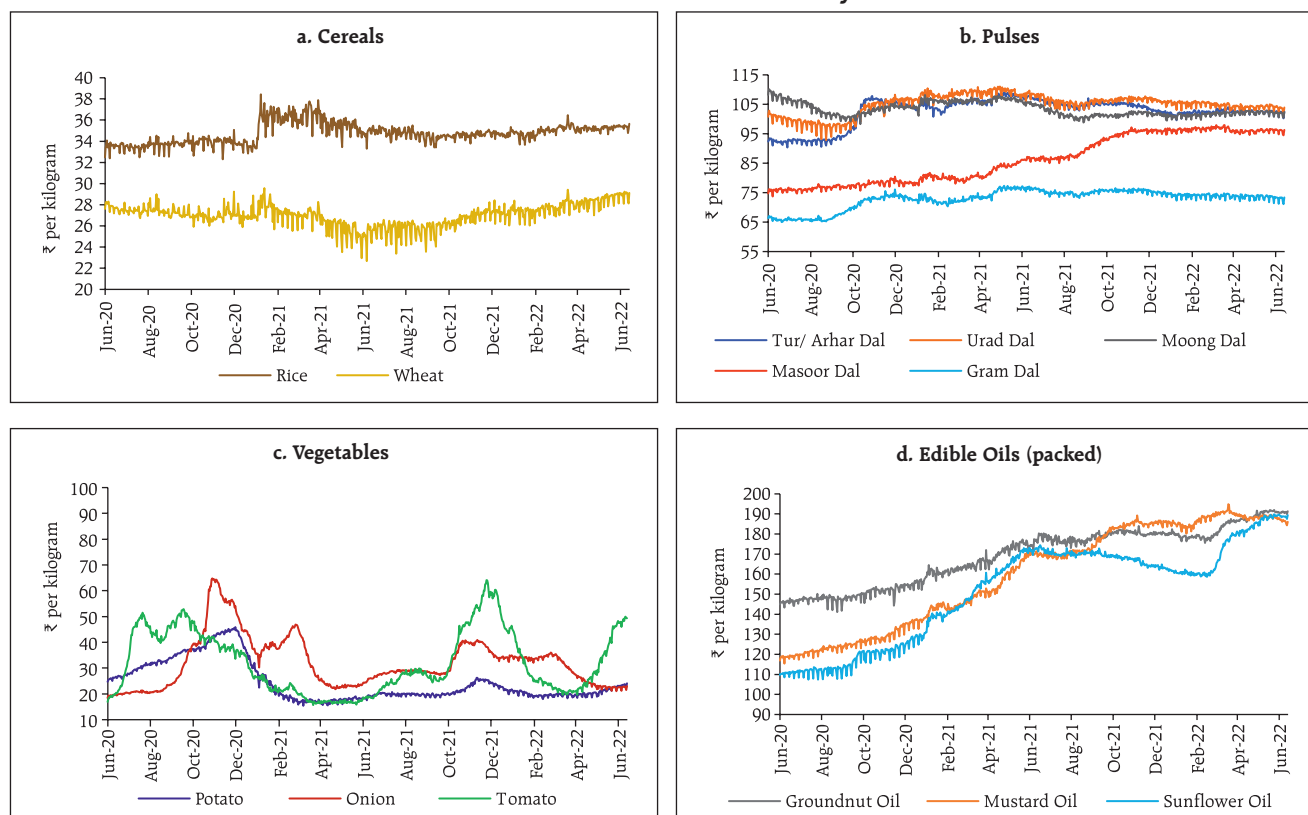 a. Cereals
₹ per kilogram
40
38
36
34
32
30
28
26
24
22
20
Jun-20
Aug-20
Oct-20
Dec-20
Feb-21
Apr-21
Jun-21
Aug-21
Oct-21
Dec-21
Feb-22
Apr-22
Jun-22
Rice Wheat
b. Pulses
₹ per kilogram
115
105
95
85
75
65
55
Jun-20
Aug-20
Oct-20
Dec-20
Feb-21
Apr-21
Jun-21
Aug-21
Oct-21
Dec-21
Feb-22
Apr-22
Jun-22
Tur/ Arhar Dal Urad Dal Moong Dal
Masoor Dal Gram Dal
c. Vegetables
₹ per kilogram
100
90
80
70
60
50
40
30
20
10
Jun-20
Aug-20
Oct-20
Dec-20
Feb-21
Apr-21
Jun-21
Aug-21
Oct-21
Dec-21
Feb-22
Apr-22
Jun-22
Potato Onion Tomato
d. Edible Oils (packed)
₹ per kilogram
200
190
180
170
160
150
140
130
120
110
100
90
Jun-20
Aug-20
Oct-20
Dec-20
Feb-21
Apr-21
Jun-21
Aug-21
Oct-21
Dec-21
Feb-22
Apr-22
Jun-22
Groundnut Oil Mustard Oil Sunflower Oil